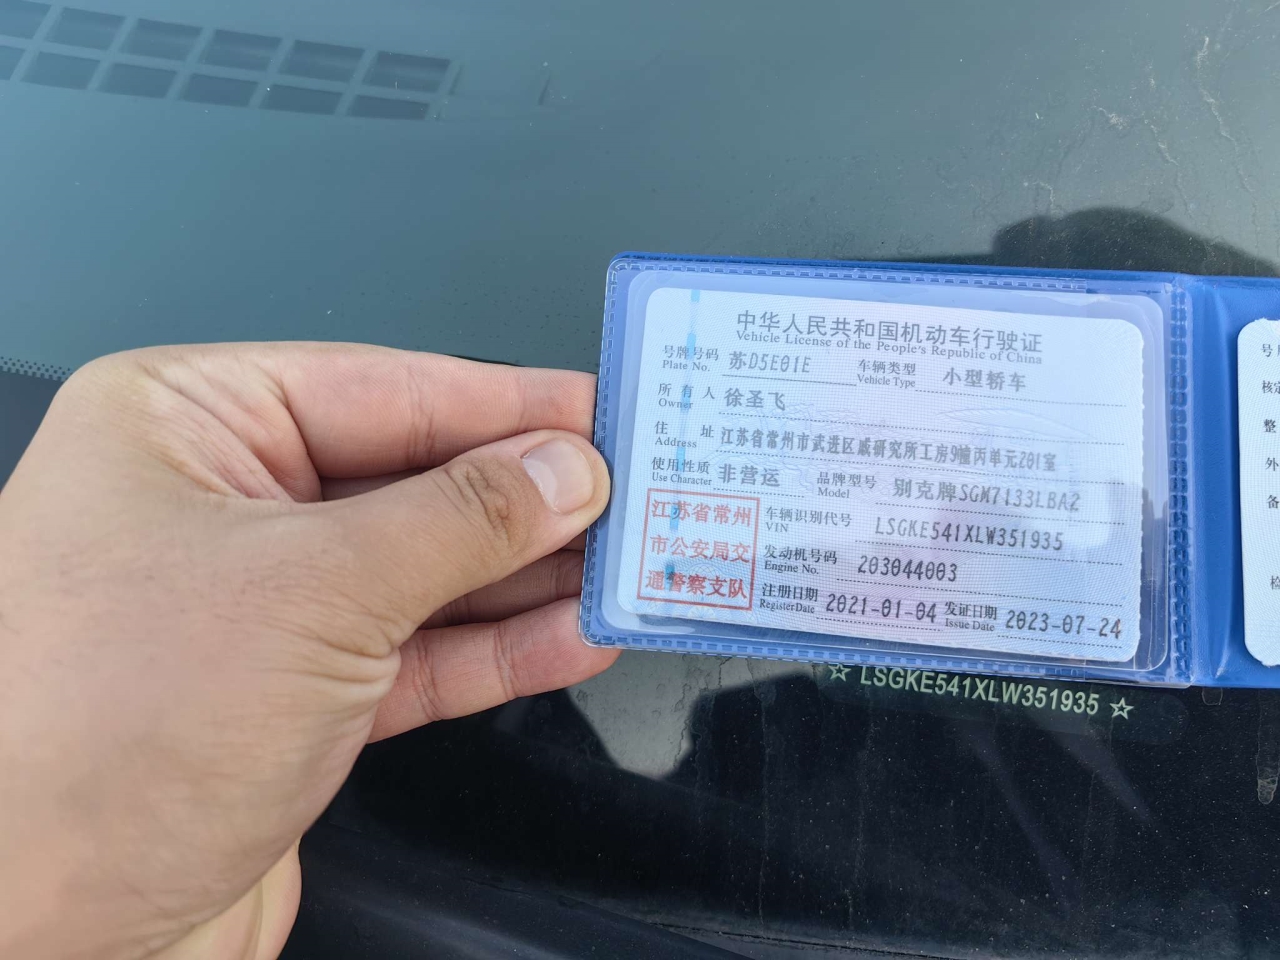 中华人民共和国机动车行驶证
Vehicle License of the People's Republic of China
号牌号码 苏D5E01E 车辆类型 小型轿车
Plate No. Vehicle Type
所有人 徐圣飞
Owner
住址 江苏省常州市武进区戚研究所工房9幢丙单元201室
Address
使用性质 非营运 品牌型号 别克牌SGM7133LBA2
Use Character Model
江苏省常州
市公安局交
通警察支队
车辆识别代号 LSGKE541XLW351935
VIN
发动机号码 203044003
Engine No.
注册日期 2021-01-04 发证日期 2023-07-24
Register Date Issue Date
☆ LSGKE541XLW351935 ☆
号
核定
整
外
备
检